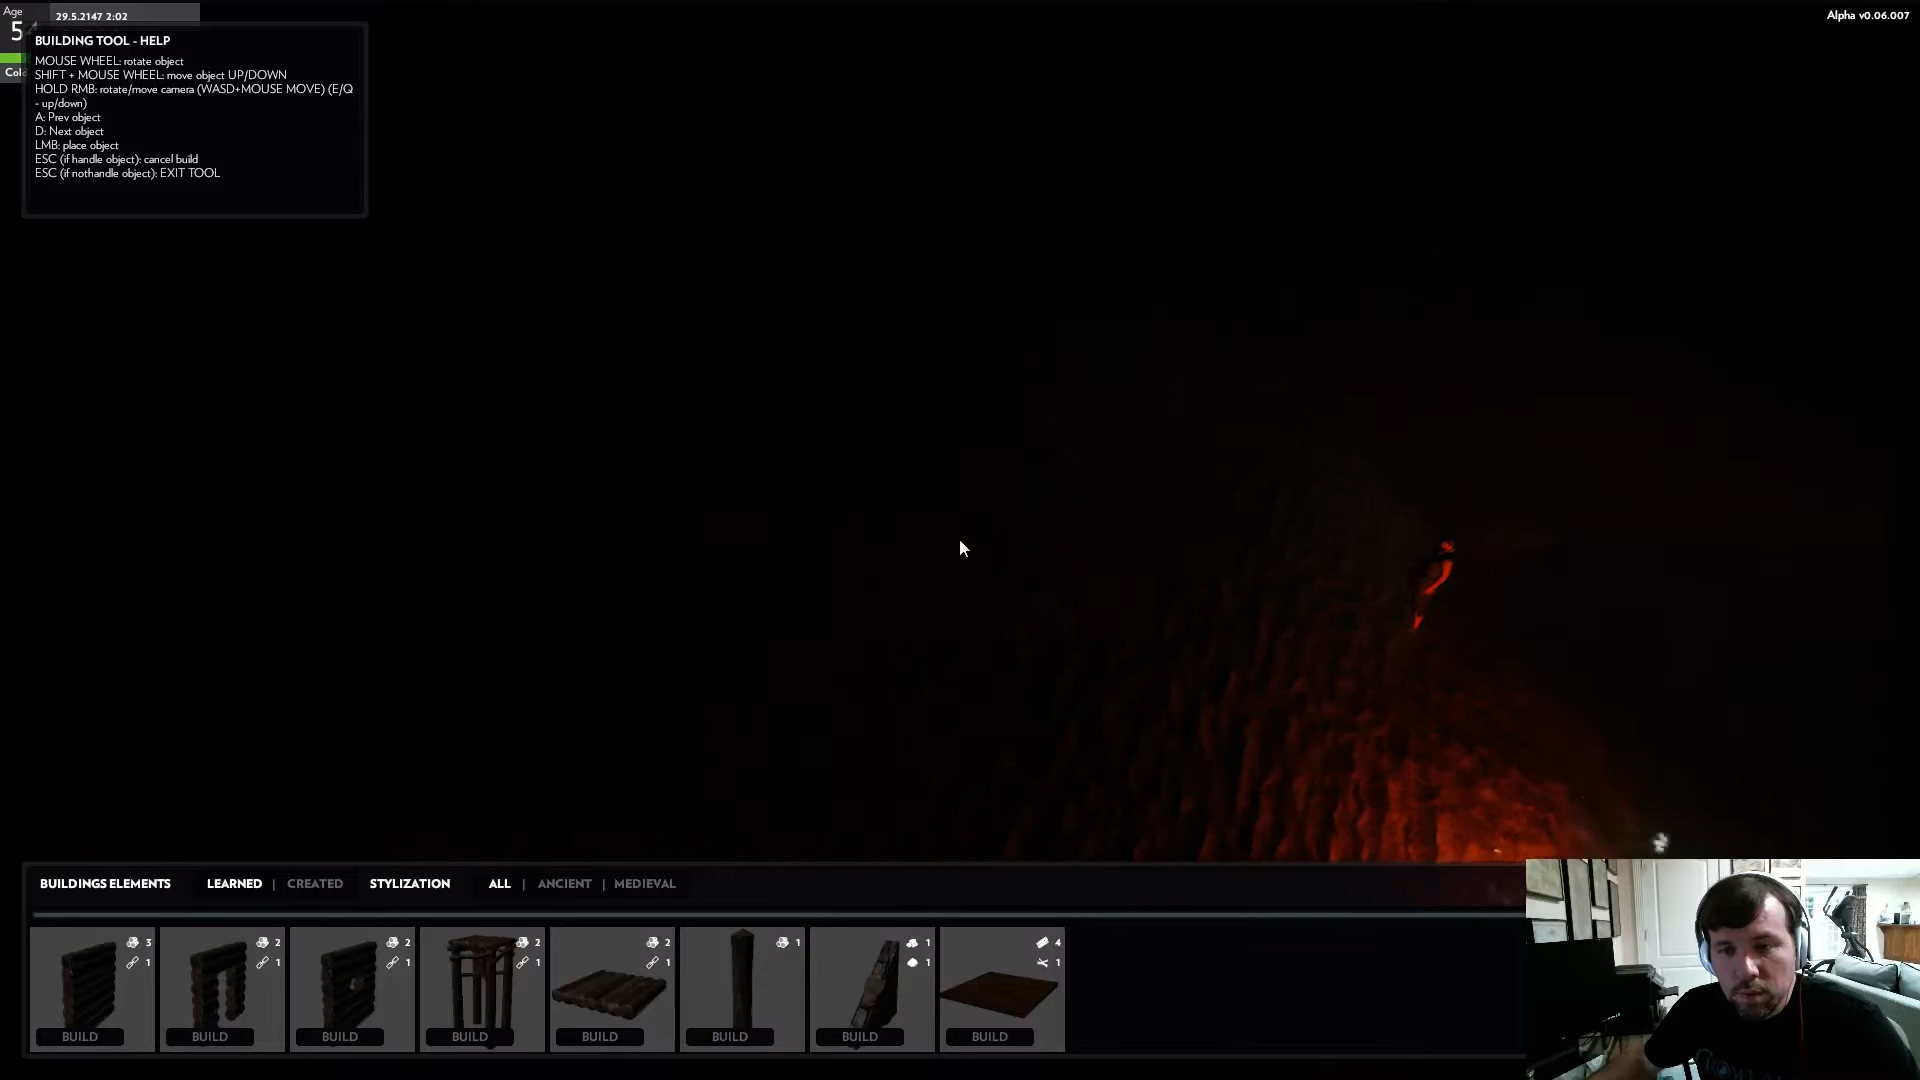 Age
29.5.2147 2:02
Alpha v0.06.007
5
BUILDING TOOL - HELP
MOUSE WHEEL: rotate object
SHIFT + MOUSE WHEEL: move object UP/DOWN
HOLD RMB: rotate/move camera (WASD+MOUSE MOVE) (E/Q
- up/down)
A: Prev object
D: Next object
LMB: place object
ESC (if handle object): cancel build
ESC (if nothandle object): EXIT TOOL
BUILDINGS ELEMENTS LEARNED | CREATED STYLIZATION ALL | ANCIENT | MEDIEVAL
3 2 2 2 2 1 1 4
1 1 1 1 1 1 1
BUILD BUILD BUILD BUILD BUILD BUILD BUILD BUILD